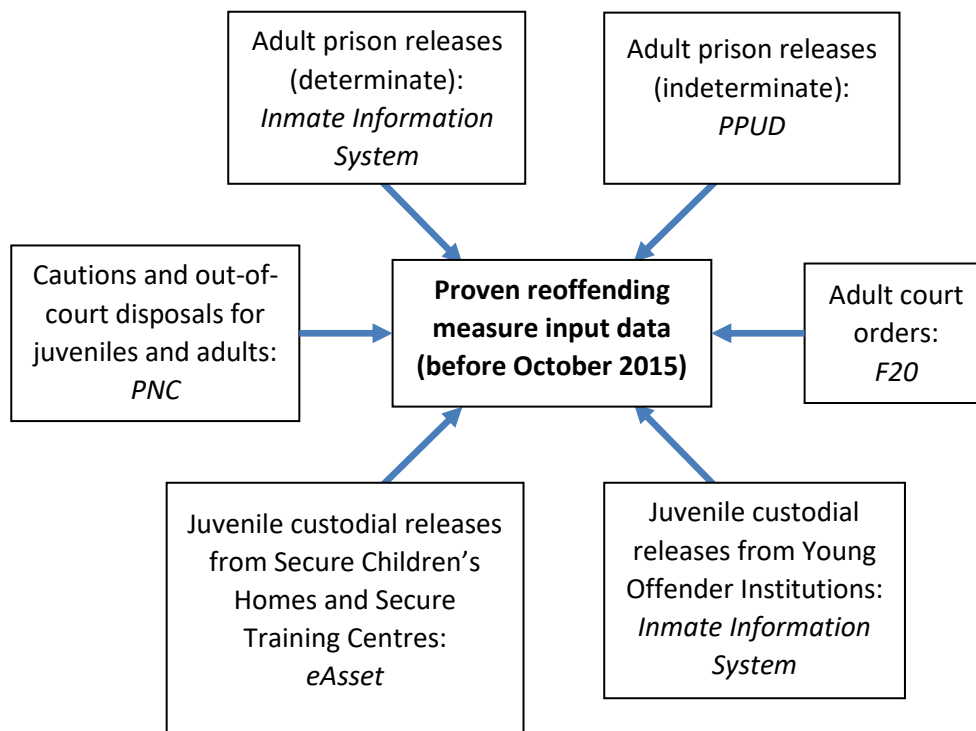 Adult prison releases
(determinate):
Inmate Information
System
Adult prison releases
(indeterminate):
PPUD
Cautions and out-of-
court disposals for
juveniles and adults:
PNC
Proven reoffending
measure input data
(before October 2015)
Adult court
orders:
F20
Juvenile custodial releases
from Secure Children’s
Homes and Secure
Training Centres:
eAsset
Juvenile custodial
releases from Young
Offender Institutions:
Inmate Information
System